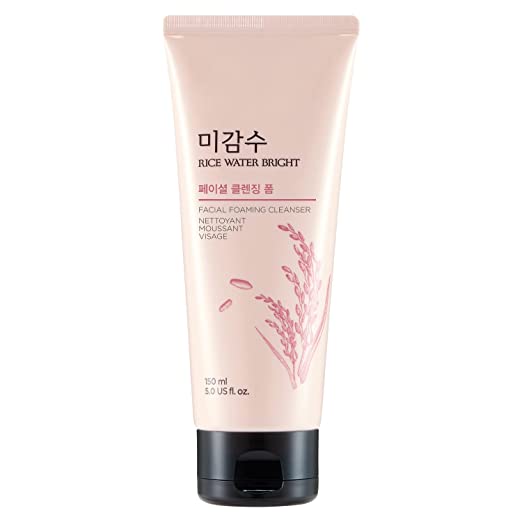 미감수
RICE WATER BRIGHT
페이셜 클렌징 폼
FACIAL FOAMING CLEANSER
NETTOYANT
MOUSSANT
VISAGE
150 ml
5.0 US fl. oz.